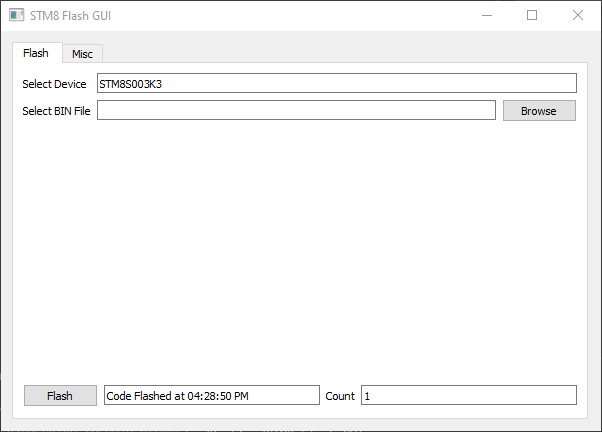 STM8 Flash GUI
Flash Misc
Select Device STM8S003K3
Select BIN File Browse
Flash Code Flashed at 04:28:50 PM Count 1